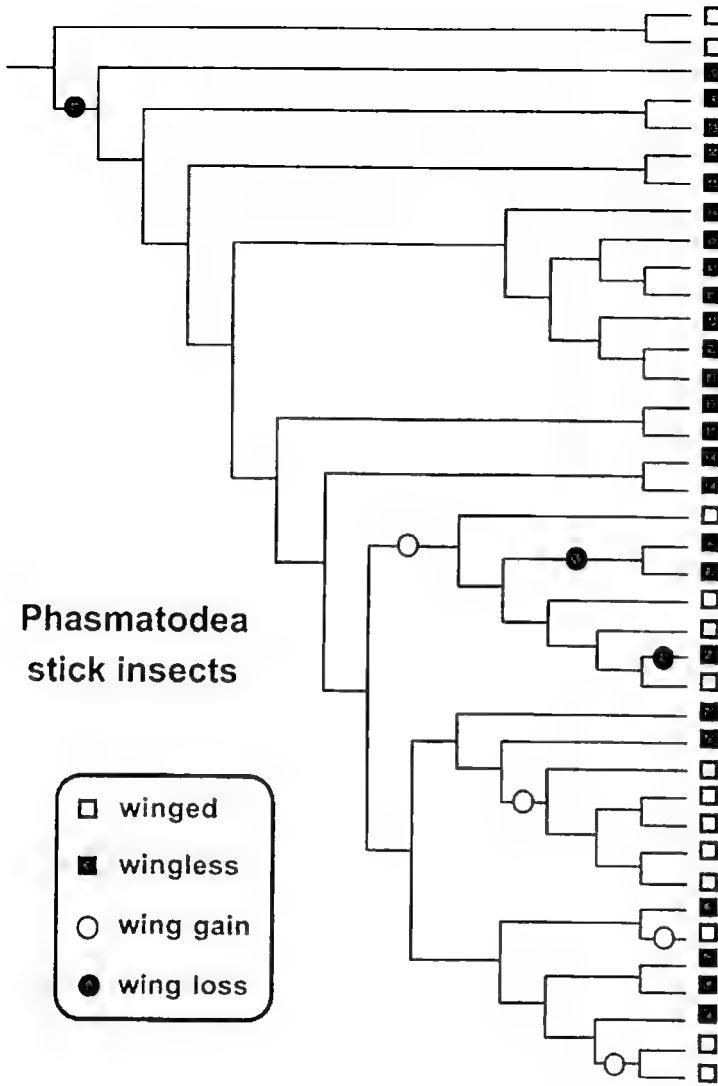 Phasmatodea
stick insects
winged
wingless
wing gain
wing loss